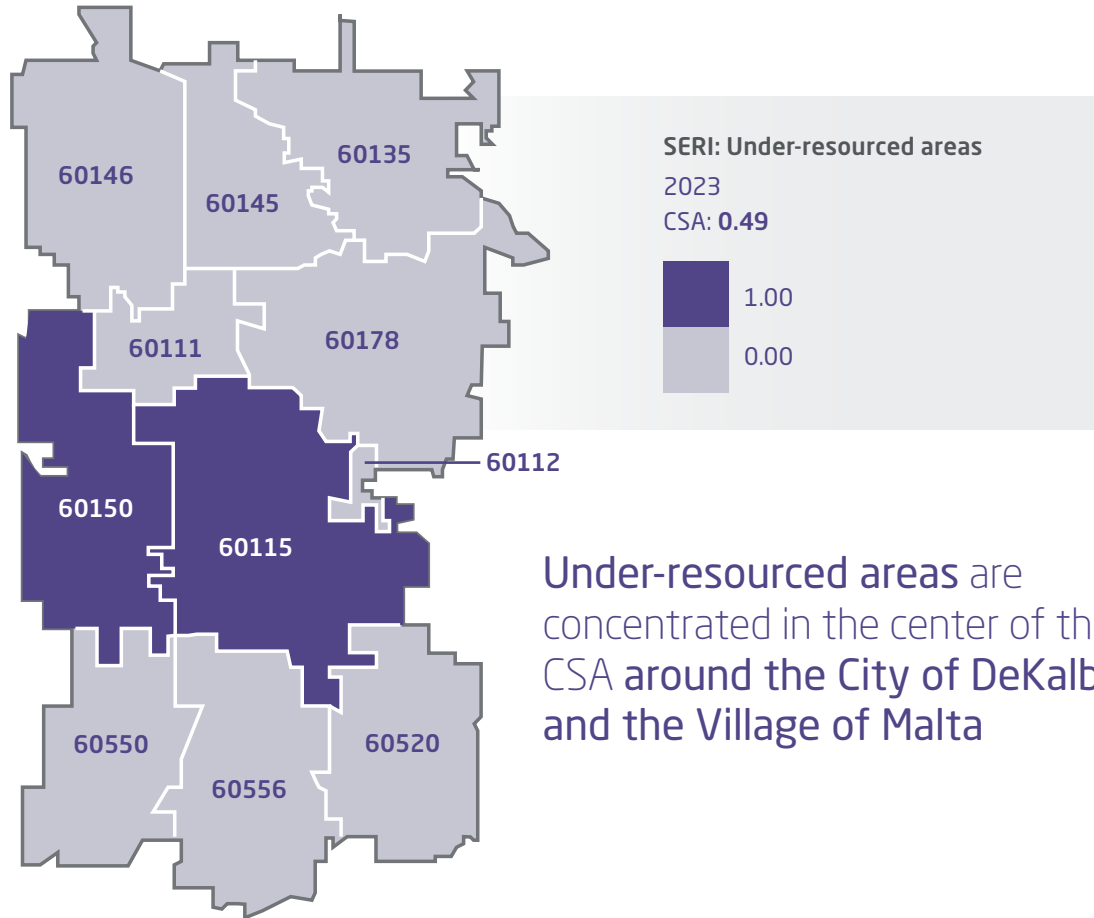 60146
60145
60135
60111
60178
60112
60150
60115
60550
60556
60520
SERI: Under-resourced areas
2023
CSA: 0.49
1.00
0.00
Under-resourced areas are
concentrated in the center of th
CSA around the City of DeKalb
and the Village of Malta